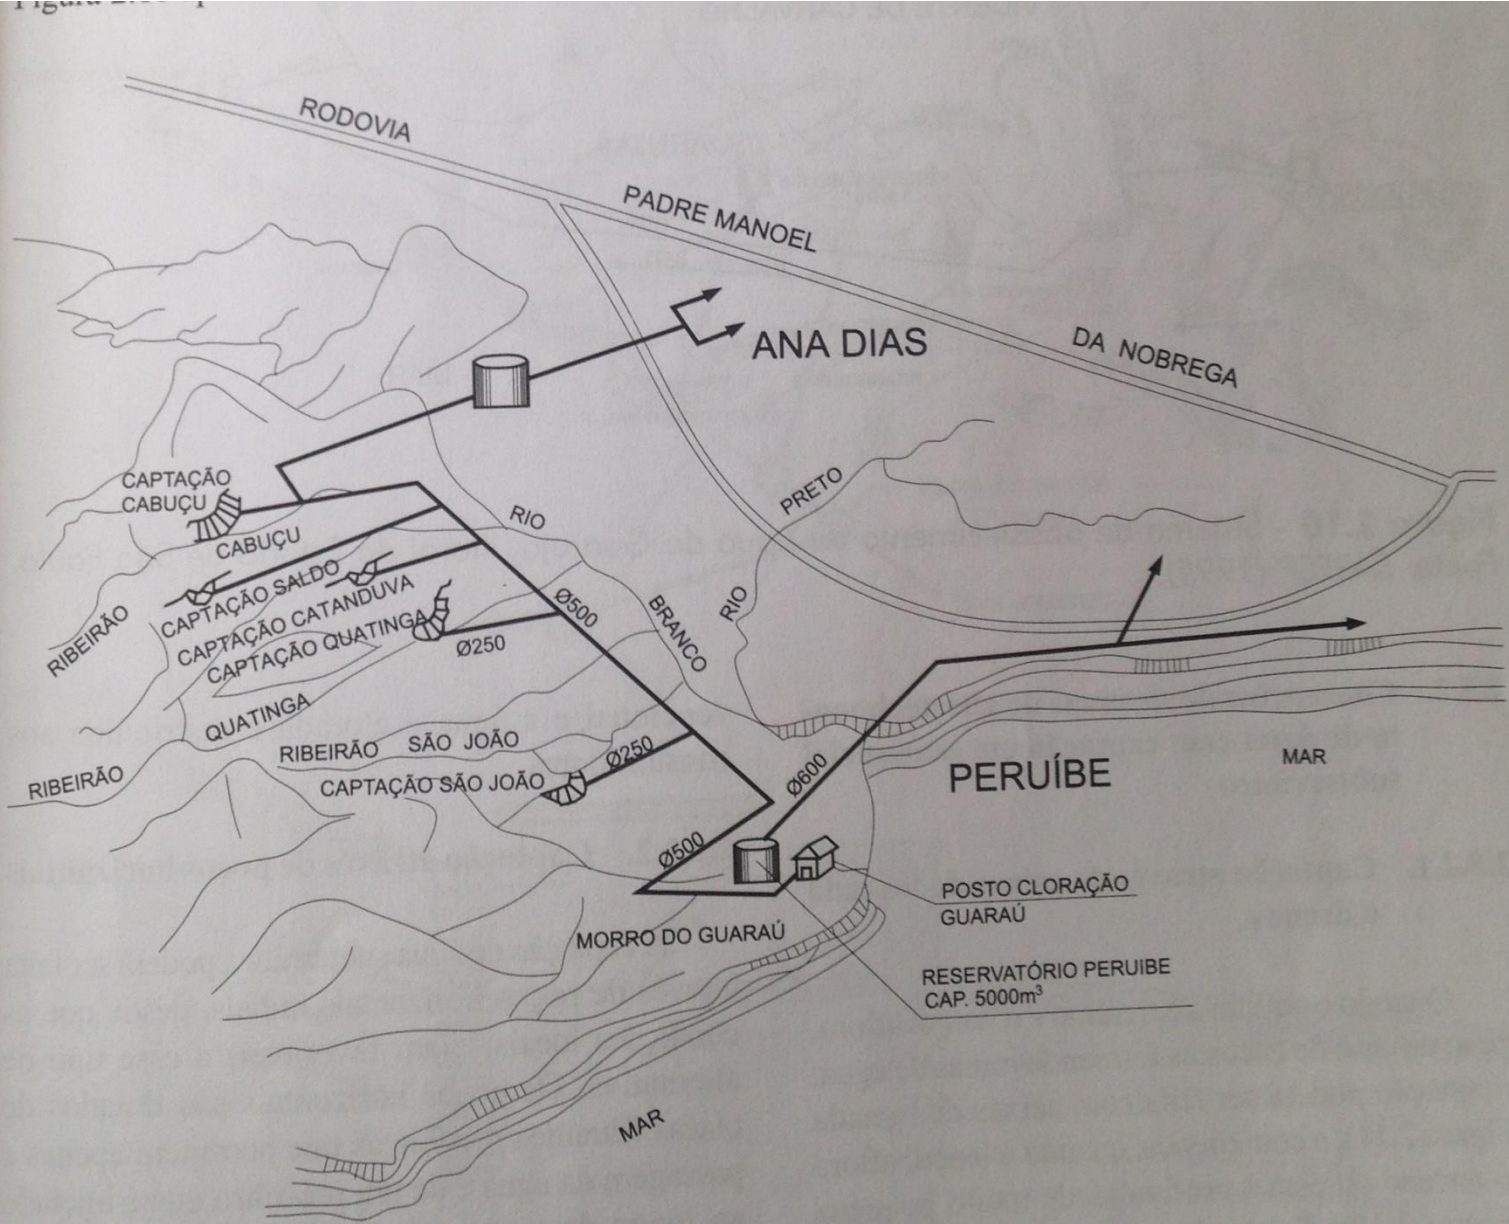 RODOVIA
PADRE MANOEL
DA NOBREGA
ANA DIAS
CAPTAÇÃO
CABUÇU
CABUÇU
RIBEIRÃO
RIO
BRANCO
RIO
PRETO
CAPTAÇÃO SALDO
CAPTAÇÃO CATANDUVA
CAPTAÇÃO QUATINGA
Ø500
Ø250
QUATINGA
RIBEIRÃO
RIBEIRÃO SÃO JOÃO
CAPTAÇÃO SÃO JOÃO
Ø250
Ø600
Ø500
PERUÍBE
MAR
POSTO CLORAÇÃO
GUARAÚ
MORRO DO GUARAÚ
RESERVATÓRIO PERUIBE
CAP. 5000m³
MAR